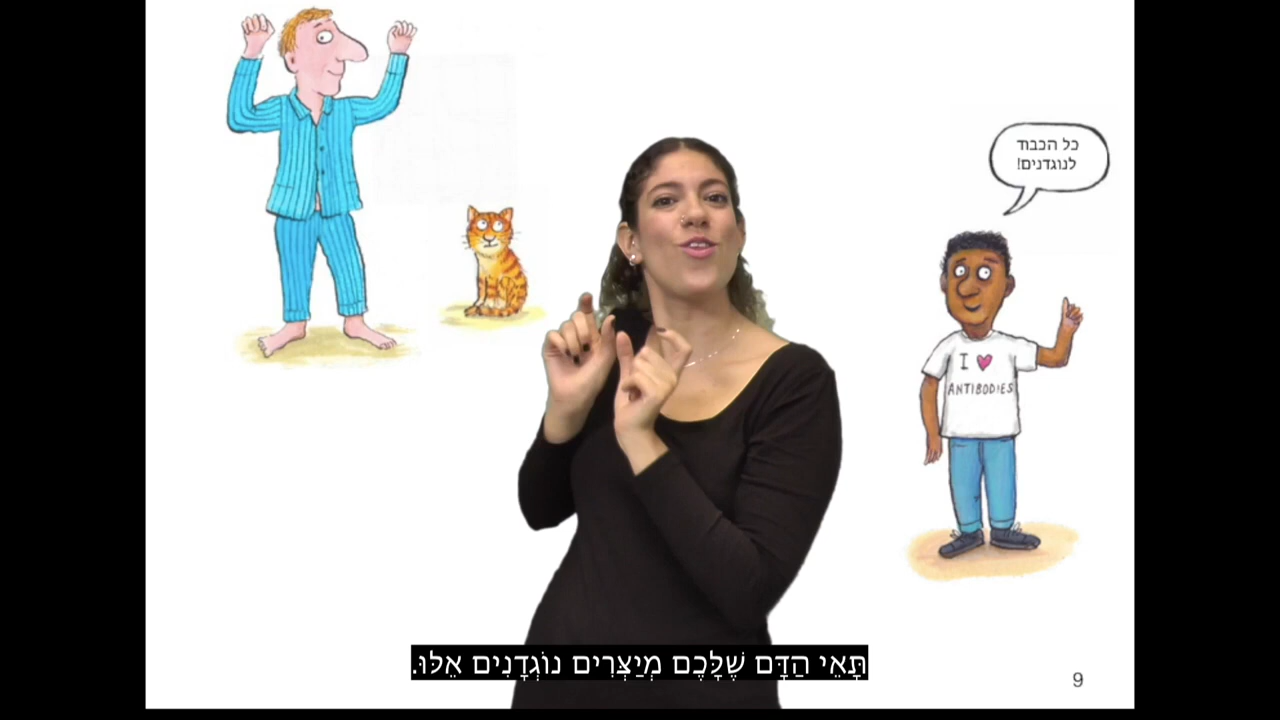 כל הכבוד
לנוגדנים!
I ♥
ANTIBODIES
תָּאֵי הַדָּם שֶׁלָּכֶם מְיַצְּרִים נוֹגְדָנִים אֵלּוּ.
9